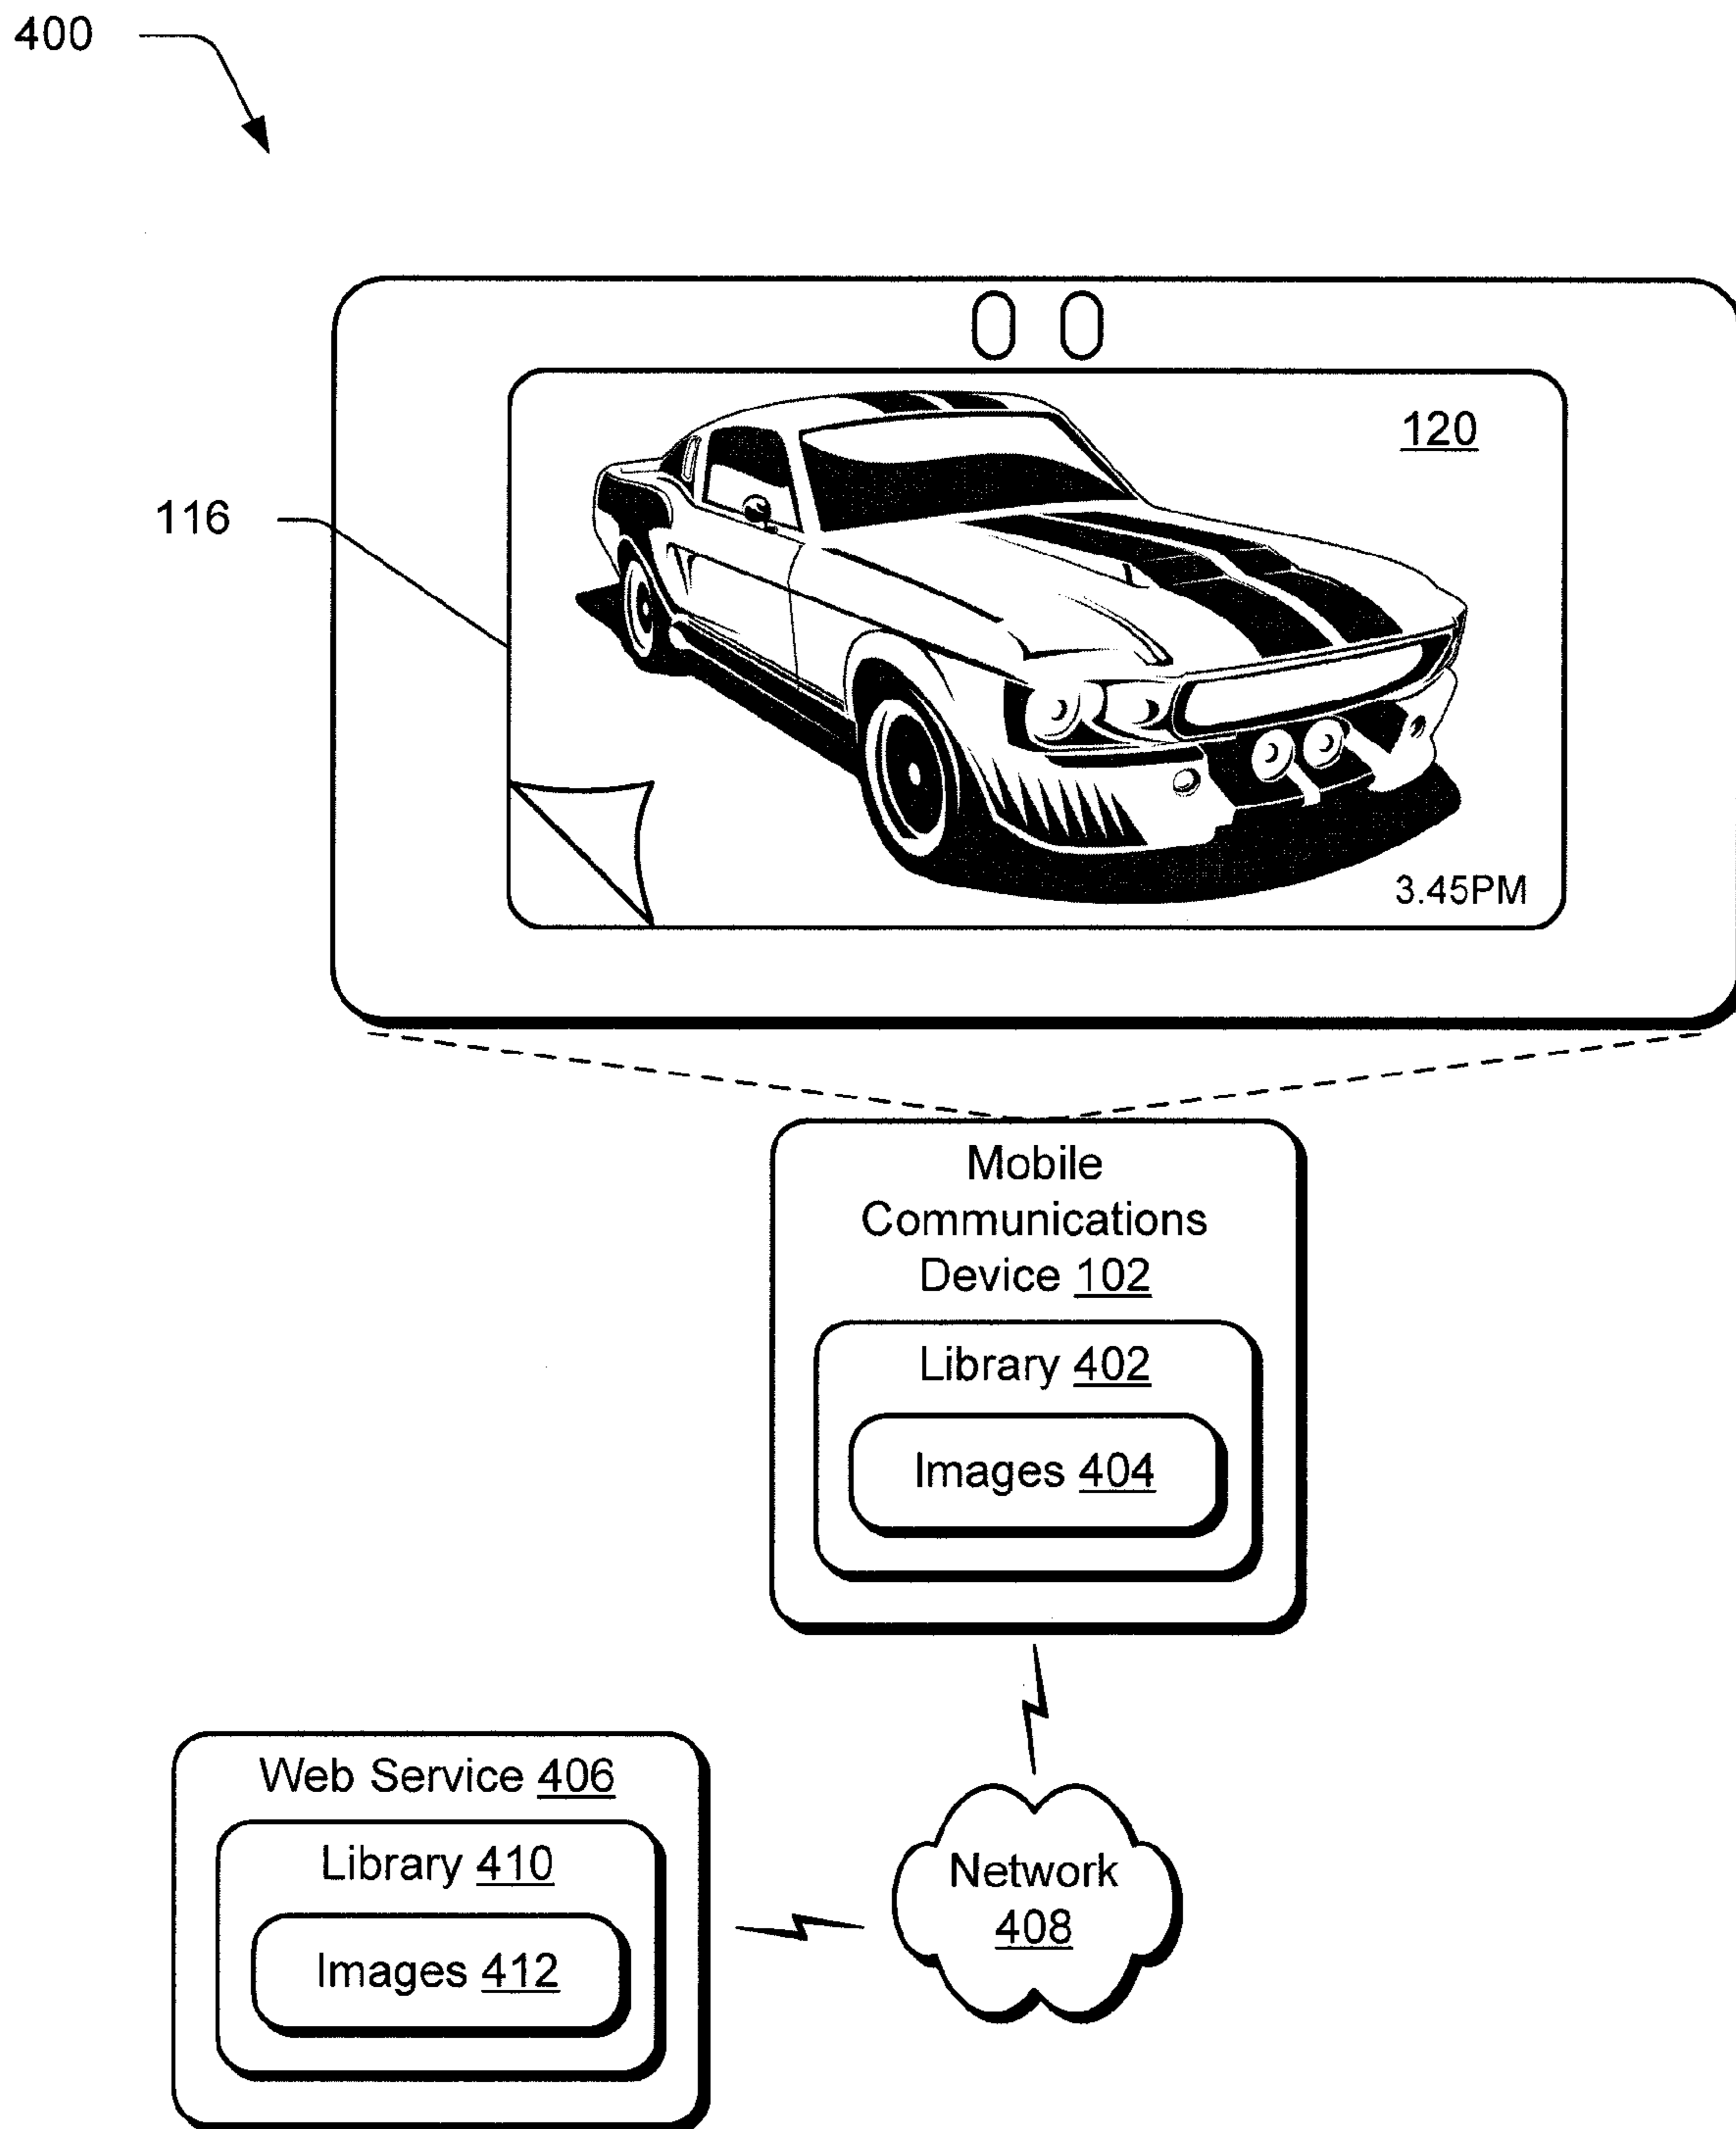 400
120
116
3.45PM
Mobile
Communications
Device 102
Library 402
Images 404
Web Service 406
Library 410
Images 412
Network
408